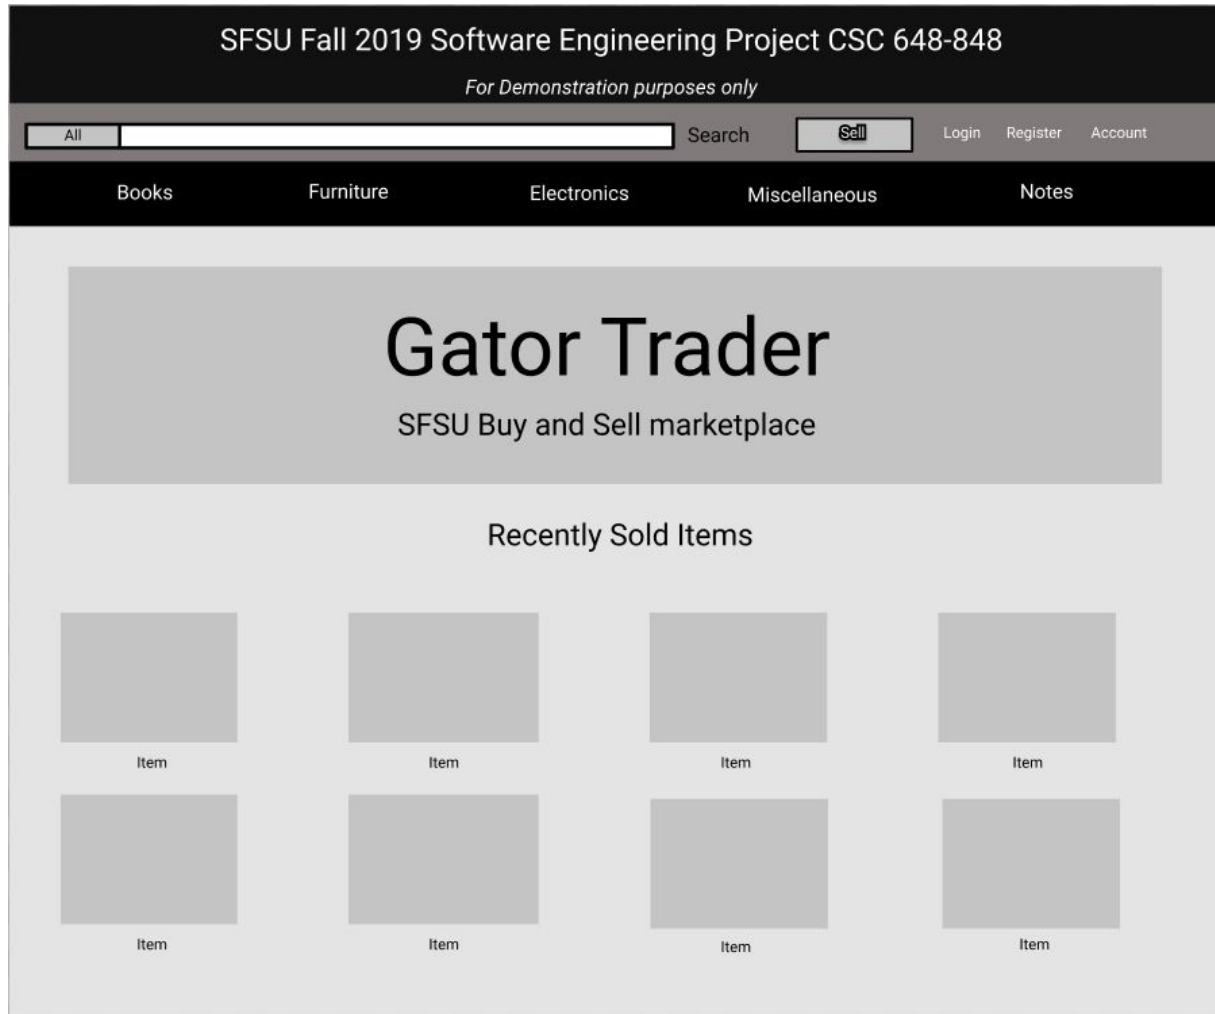 SFSU Fall 2019 Software Engineering Project CSC 648-848
For Demonstration purposes only
All Search Sell Login Register Account
Books Furniture Electronics Miscellaneous Notes
Gator Trader
SFSU Buy and Sell marketplace
Recently Sold Items
Item Item Item Item
Item Item Item Item